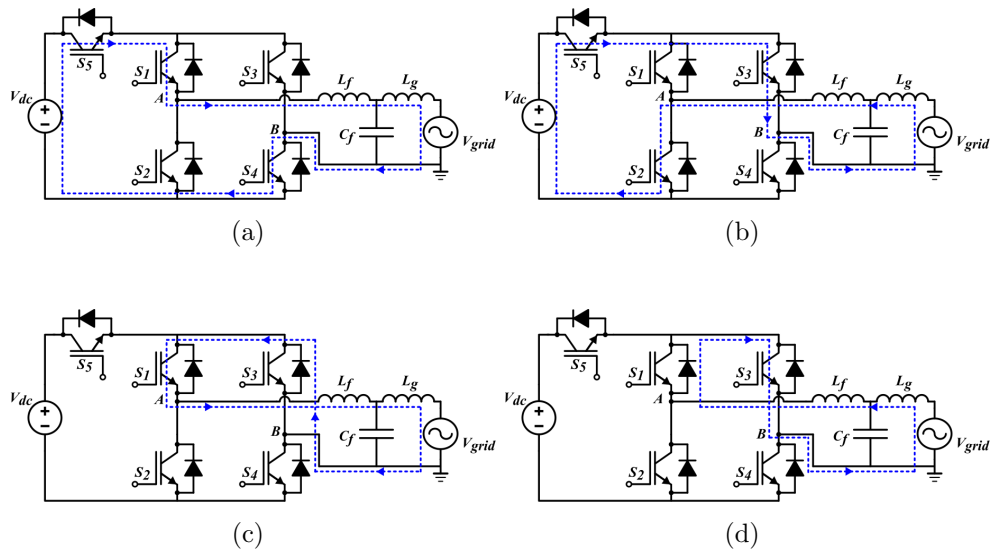 S5
S1
S3
Lf
Lg
Vdc
A
B
Cf
Vgrid
S2
S4
(a)
S5
S1
S3
Lf
Lg
Vdc
A
B
Cf
Vgrid
S2
S4
(b)
S5
S1
S3
Lf
Lg
Vdc
A
B
Cf
Vgrid
S2
S4
(c)
S5
S1
S3
Lf
Lg
Vdc
A
B
Cf
Vgrid
S2
S4
(d)